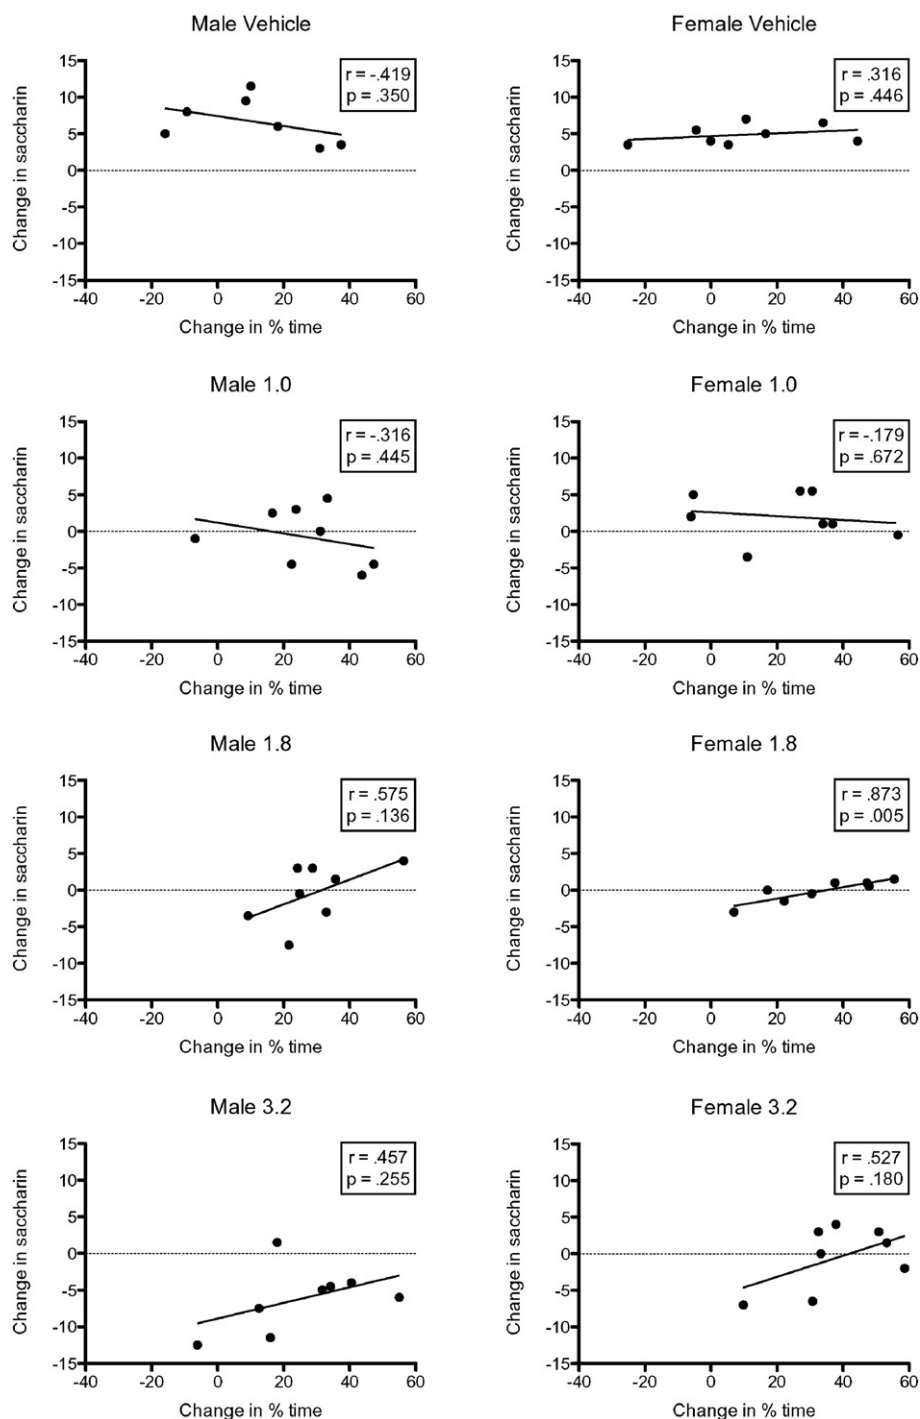 Male Vehicle
r = -.419
p = .350
Change in saccharin
15
10
5
0
-5
-10
-15
-40 -20 0 20 40 60
Change in % time
Female Vehicle
r = .316
p = .446
Change in saccharin
15
10
5
0
-5
-10
-15
-40 -20 0 20 40 60
Change in % time
Male 1.0
r = -.316
p = .445
Change in saccharin
15
10
5
0
-5
-10
-15
-40 -20 0 20 40 60
Change in % time
Female 1.0
r = -.179
p = .672
Change in saccharin
15
10
5
0
-5
-10
-15
-40 -20 0 20 40 60
Change in % time
Male 1.8
r = .575
p = .136
Change in saccharin
15
10
5
0
-5
-10
-15
-40 -20 0 20 40 60
Change in % time
Female 1.8
r = .873
p = .005
Change in saccharin
15
10
5
0
-5
-10
-15
-40 -20 0 20 40 60
Change in % time
Male 3.2
r = .457
p = .255
Change in saccharin
15
10
5
0
-5
-10
-15
-40 -20 0 20 40 60
Change in % time
Female 3.2
r = .527
p = .180
Change in saccharin
15
10
5
0
-5
-10
-15
-40 -20 0 20 40 60
Change in % time